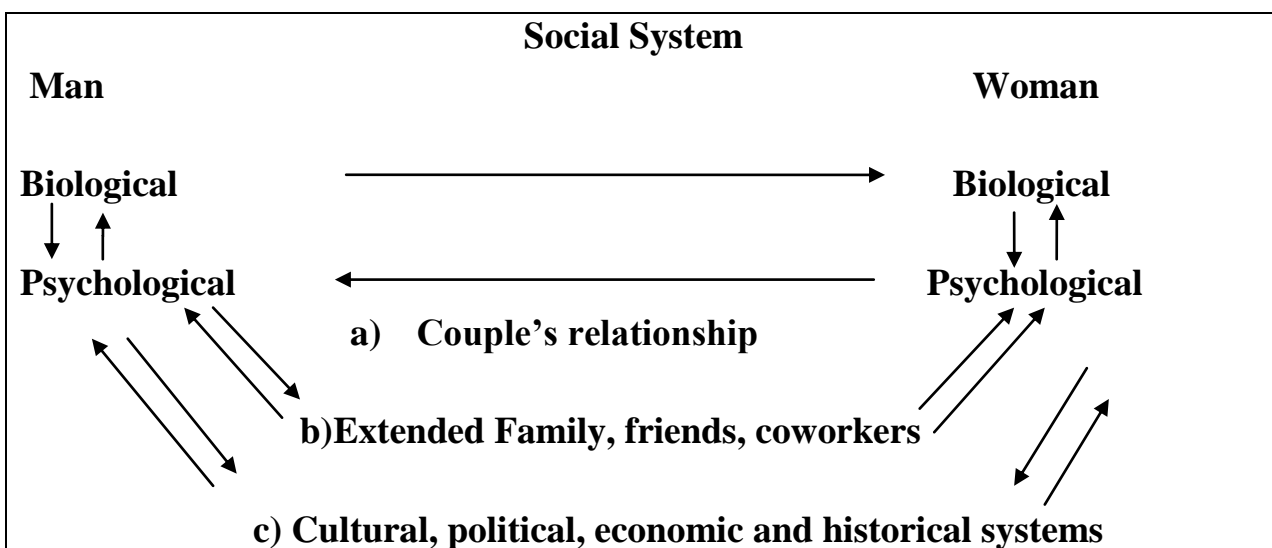 Social System
Man Woman
Biological Biological
Psychological Psychological
a) Couple’s relationship
b)Extended Family, friends, coworkers
c) Cultural, political, economic and historical systems